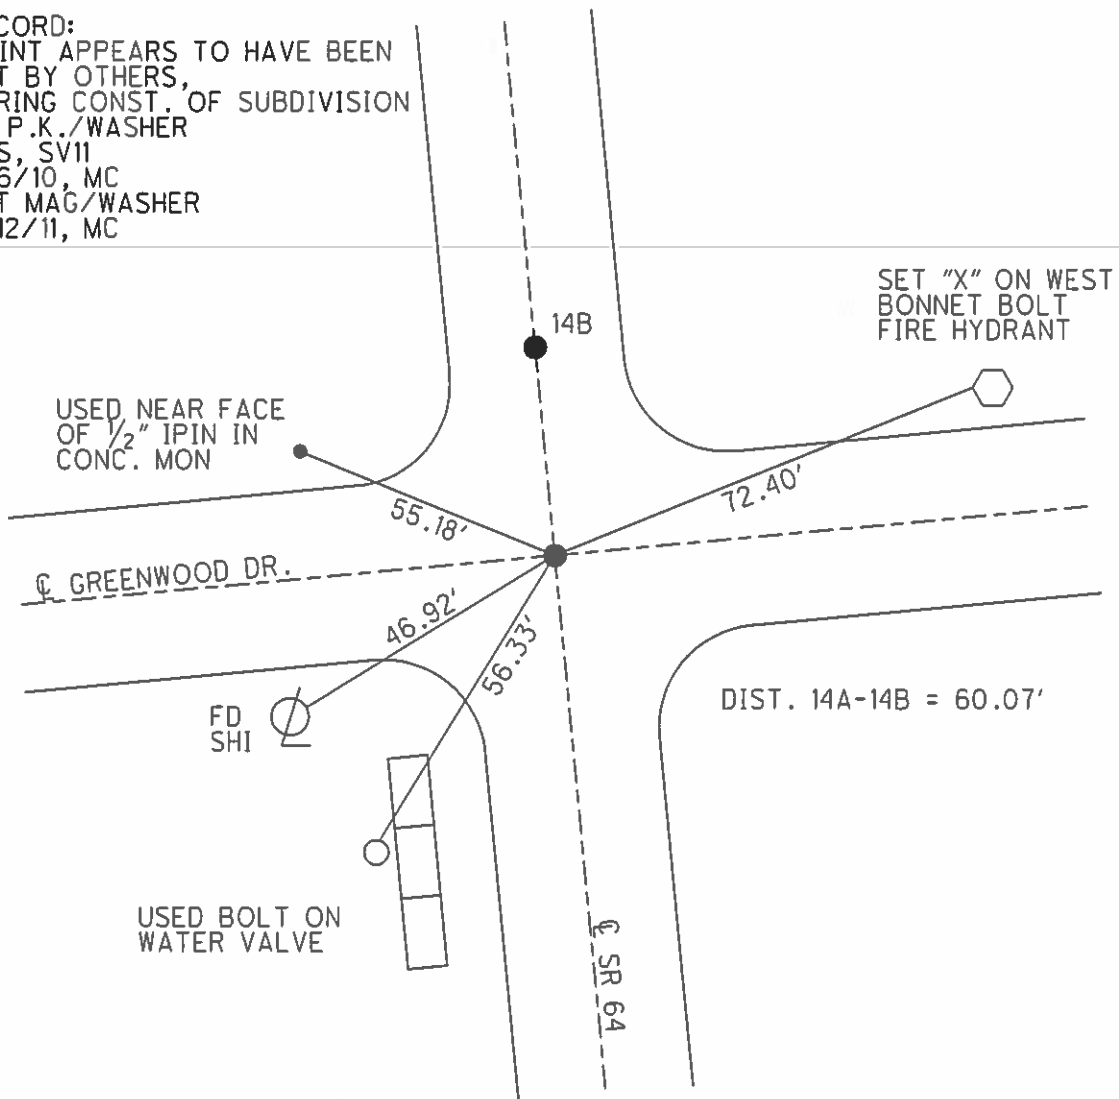 CORD:
INT APPEARS TO HAVE BEEN
T BY OTHERS,
RING CONST. OF SUBDIVISION
P.K./WASHER
S, SV11
6/10, MC
T MAG/WASHER
12/11, MC
SET "X" ON WEST
BONNET BOLT
FIRE HYDRANT
14B
USED NEAR FACE
OF 1/2" IPIN IN
CONC. MON
55.18'
72.40'
℄ GREENWOOD DR.
46.92'
56.33'
FD
SHI
DIST. 14A-14B = 60.07'
USED BOLT ON
WATER VALVE
℄ SR 64